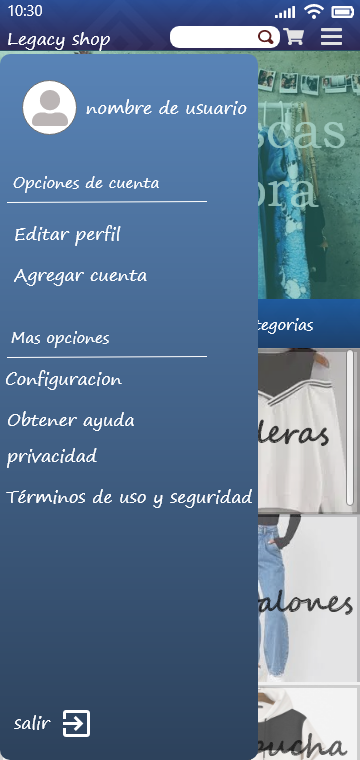 10:30
Legacy shop
scas
ora
nombre de usuario
Opciones de cuenta
Editar perfil
Agregar cuenta
Mas opciones
tegorias
Configuracion
leras
Obtener ayuda
privacidad
Términos de uso y seguridad
alones
salir
pucha